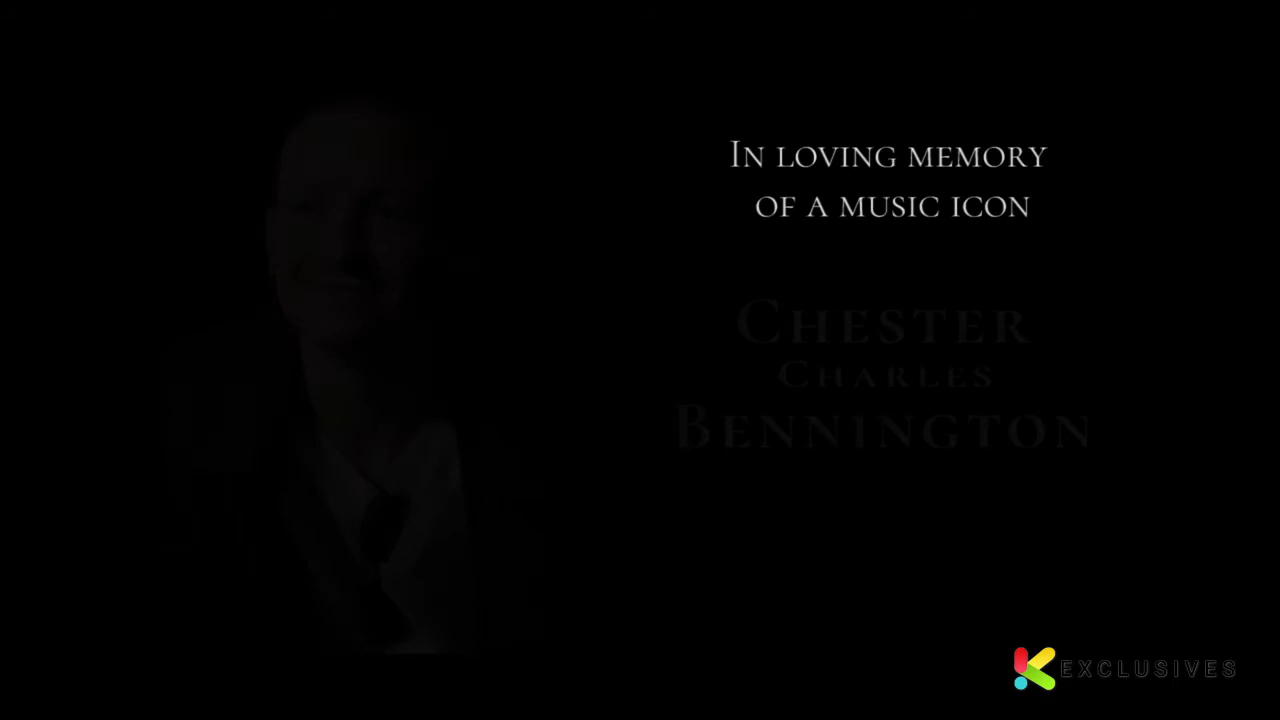 In loving memory
of a music icon
Chester
Charles
Bennington
EXCLUSIVES